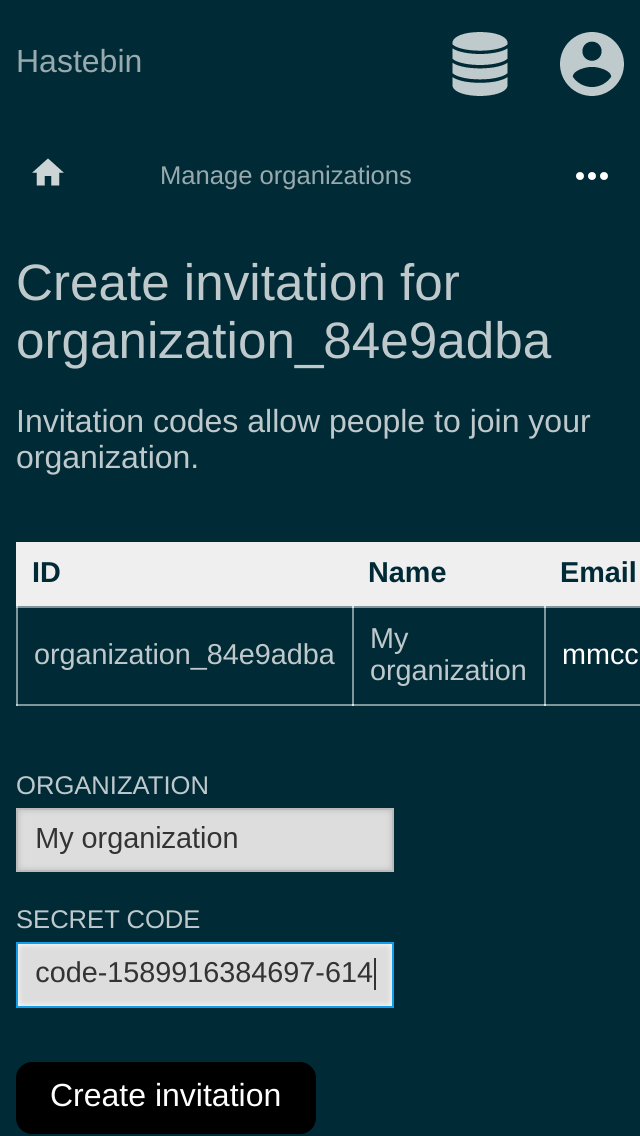 Hastebin
Manage organizations
Create invitation for
organization_84e9adba
Invitation codes allow people to join your
organization.
ID Name Email
organization_84e9adba My organization mmcc
ORGANIZATION
My organization
SECRET CODE
code-1589916384697-614
Create invitation